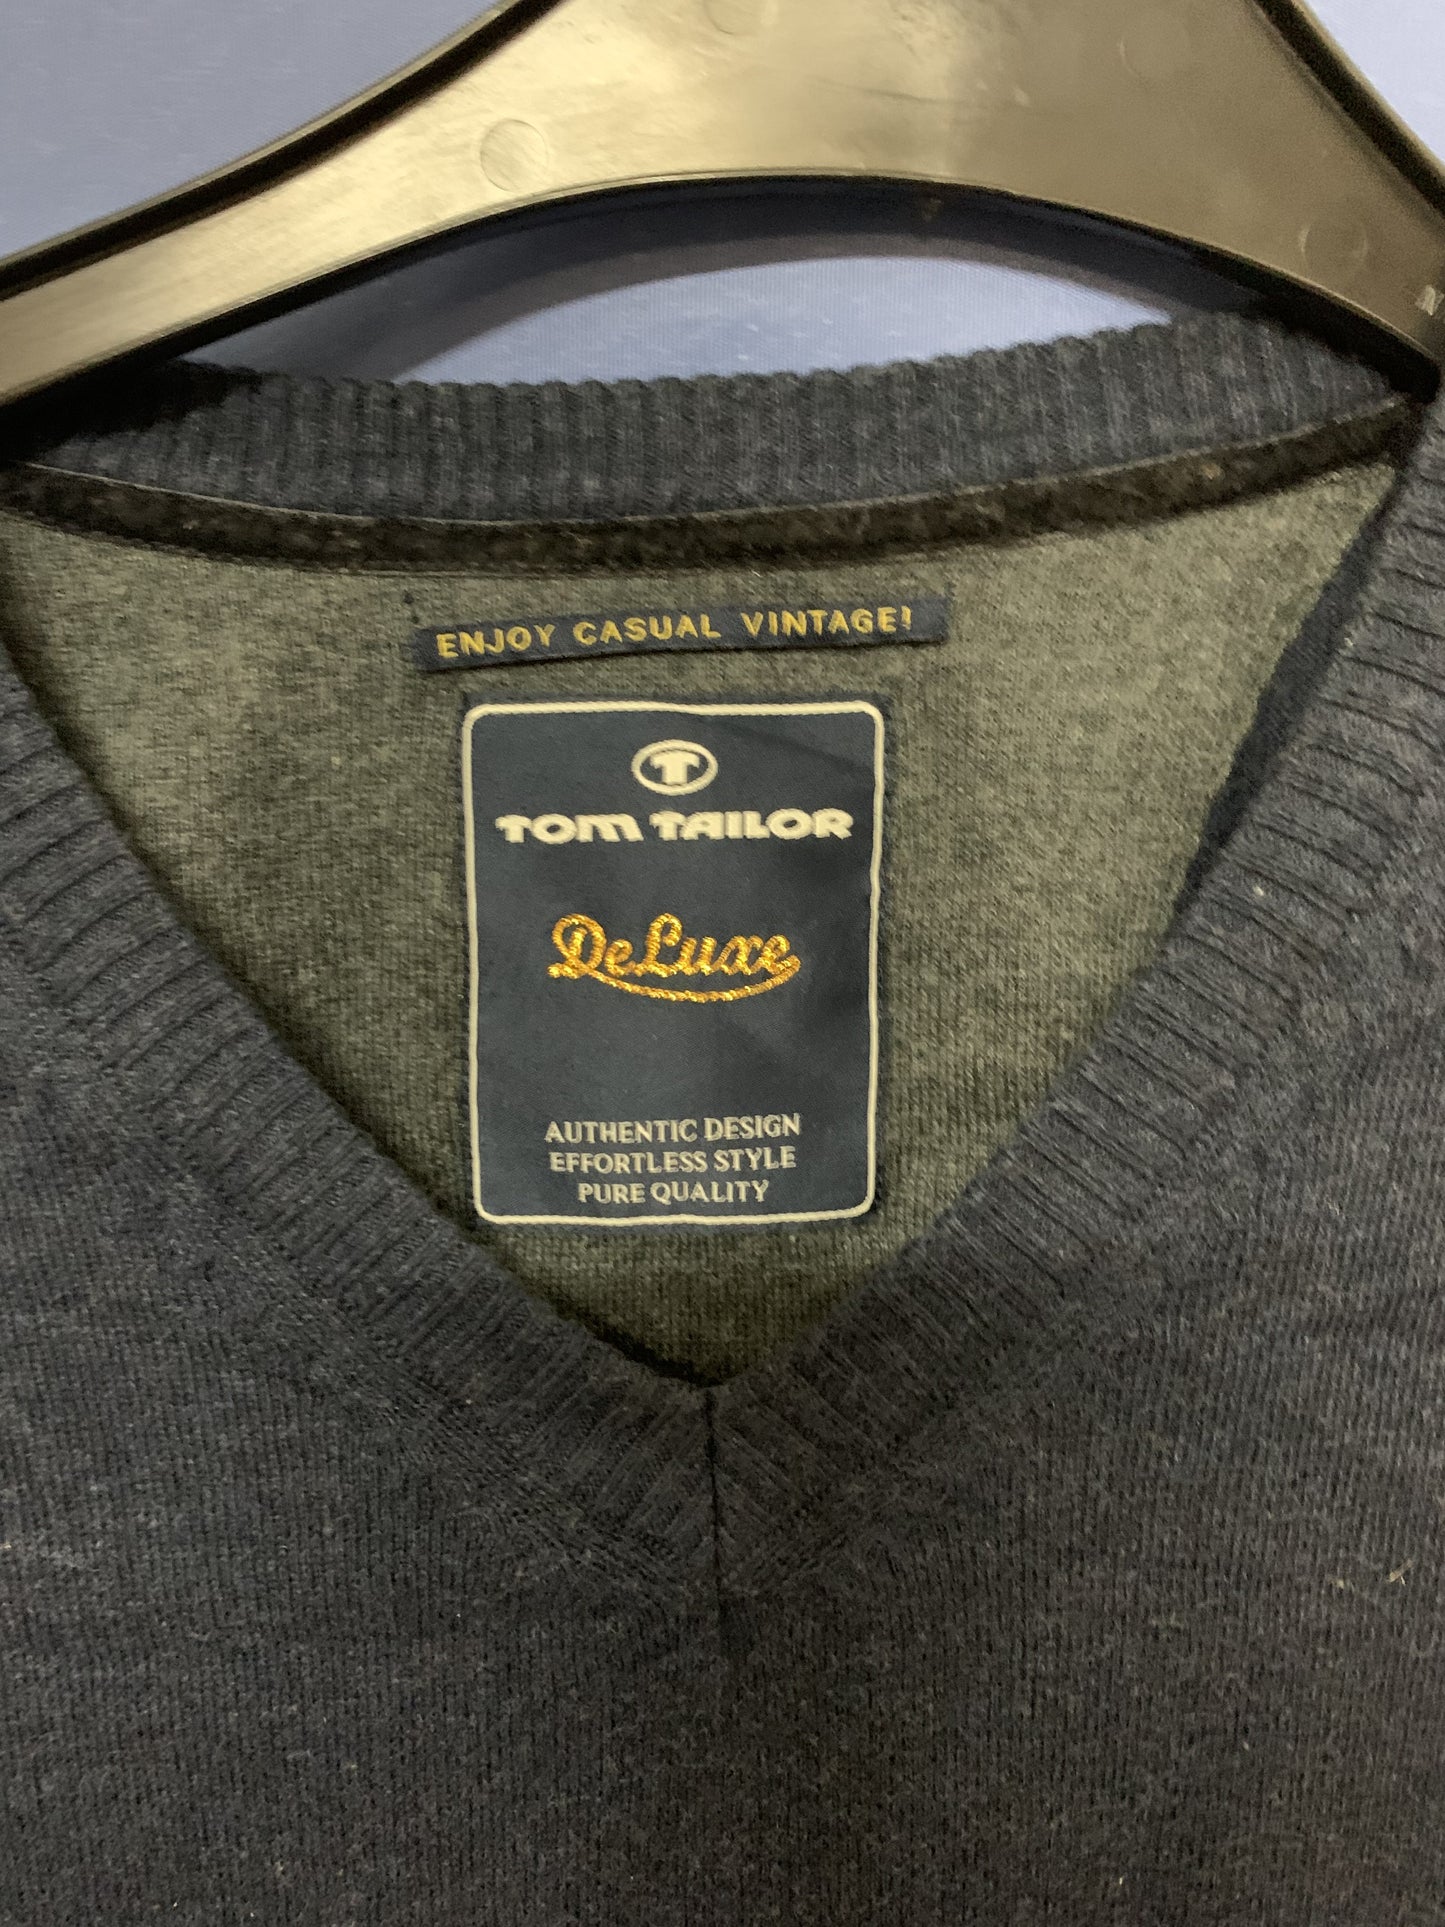 ENJOY CASUAL VINTAGE!
T
TOM TAILOR
DeLuxe
AUTHENTIC DESIGN
EFFORTLESS STYLE
PURE QUALITY